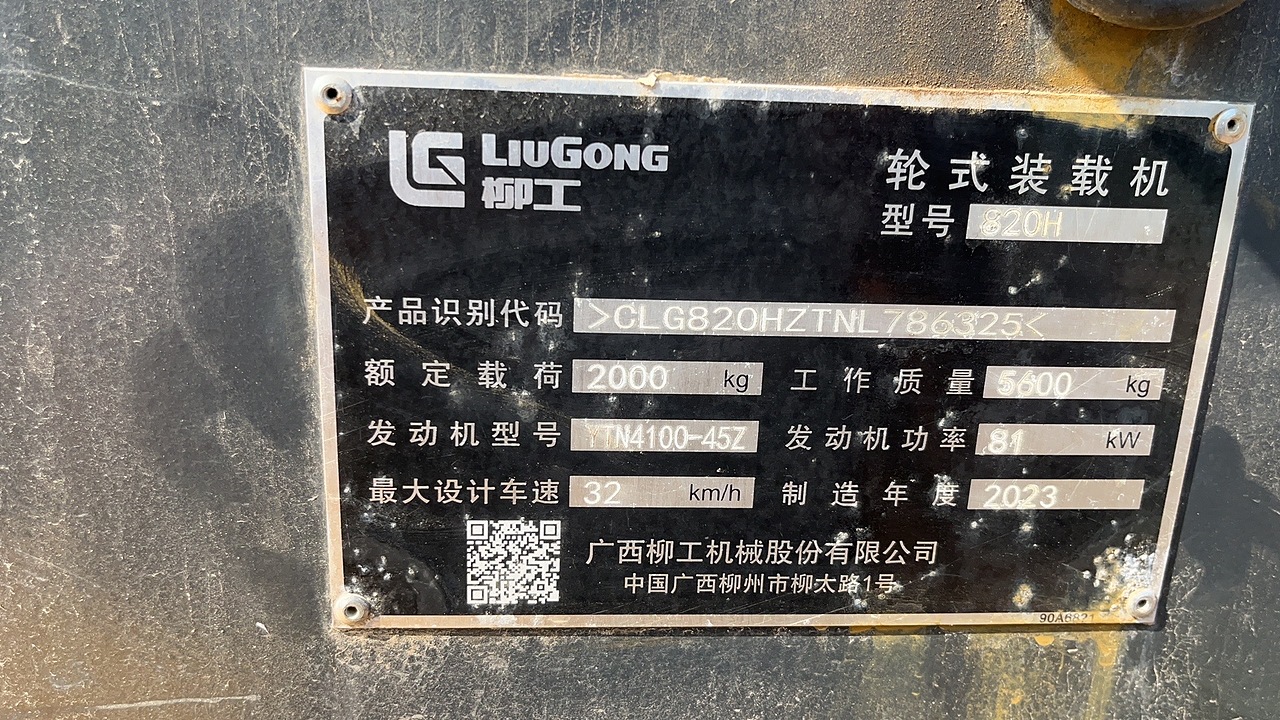 LIUGONG
柳工
轮式装载机
型号 820H
产品识别代码 >CLG820HZTNL786325<
额定载荷 2000 kg 工作质量 5600 kg
发动机型号 YTN4100-45Z 发动机功率 81 kW
最大设计车速 32 km/h 制造年度 2023
广西柳工机械股份有限公司
中国广西柳州市柳太路1号